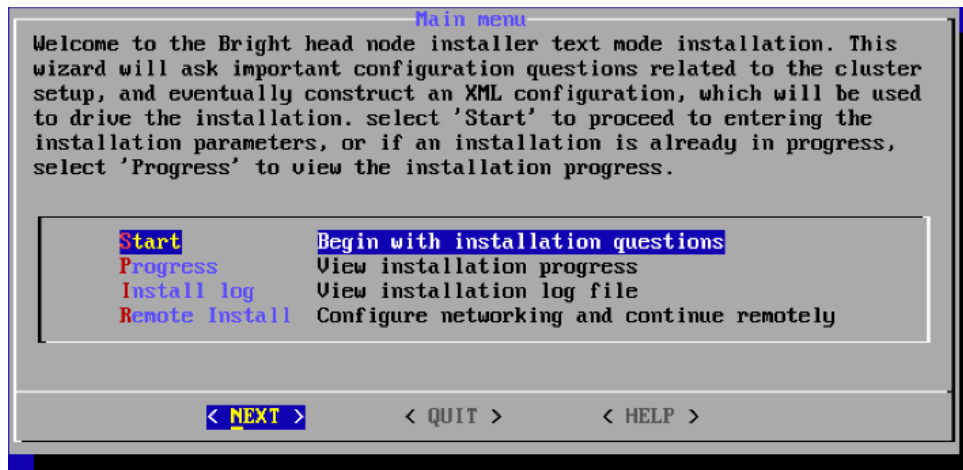 Main menu
Welcome to the Bright head node installer text mode installation. This
wizard will ask important configuration questions related to the cluster
setup, and eventually construct an XML configuration, which will be used
to drive the installation. select 'Start' to proceed to entering the
installation parameters, or if an installation is already in progress,
select 'Progress' to view the installation progress.
Start Begin with installation questions
Progress View installation progress
Install log View installation log file
Remote Install Configure networking and continue remotely
< NEXT > < QUIT > < HELP >